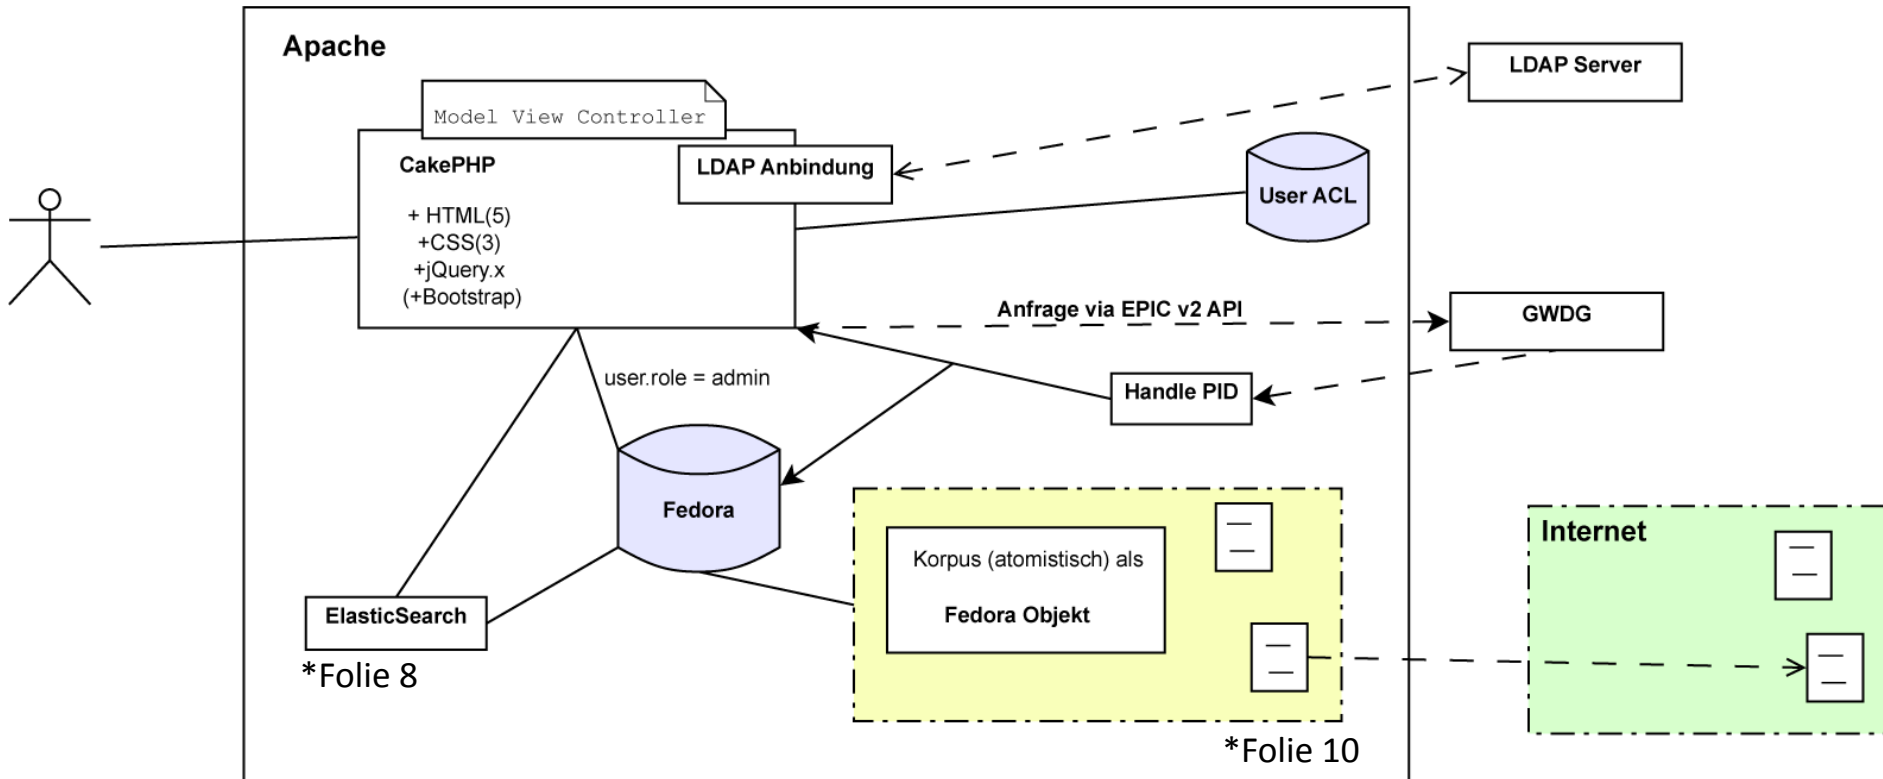 Apache
LDAP Server
Model View Controller
CakePHP
LDAP Anbindung
+ HTML(5)
+CSS(3)
+jQuery.x
(+Bootstrap)
User ACL
Anfrage via EPIC v2 API
GWDG
user.role = admin
Handle PID
Fedora
Internet
Korpus (atomistisch) als
Fedora Objekt
ElasticSearch
*Folie 8
*Folie 10